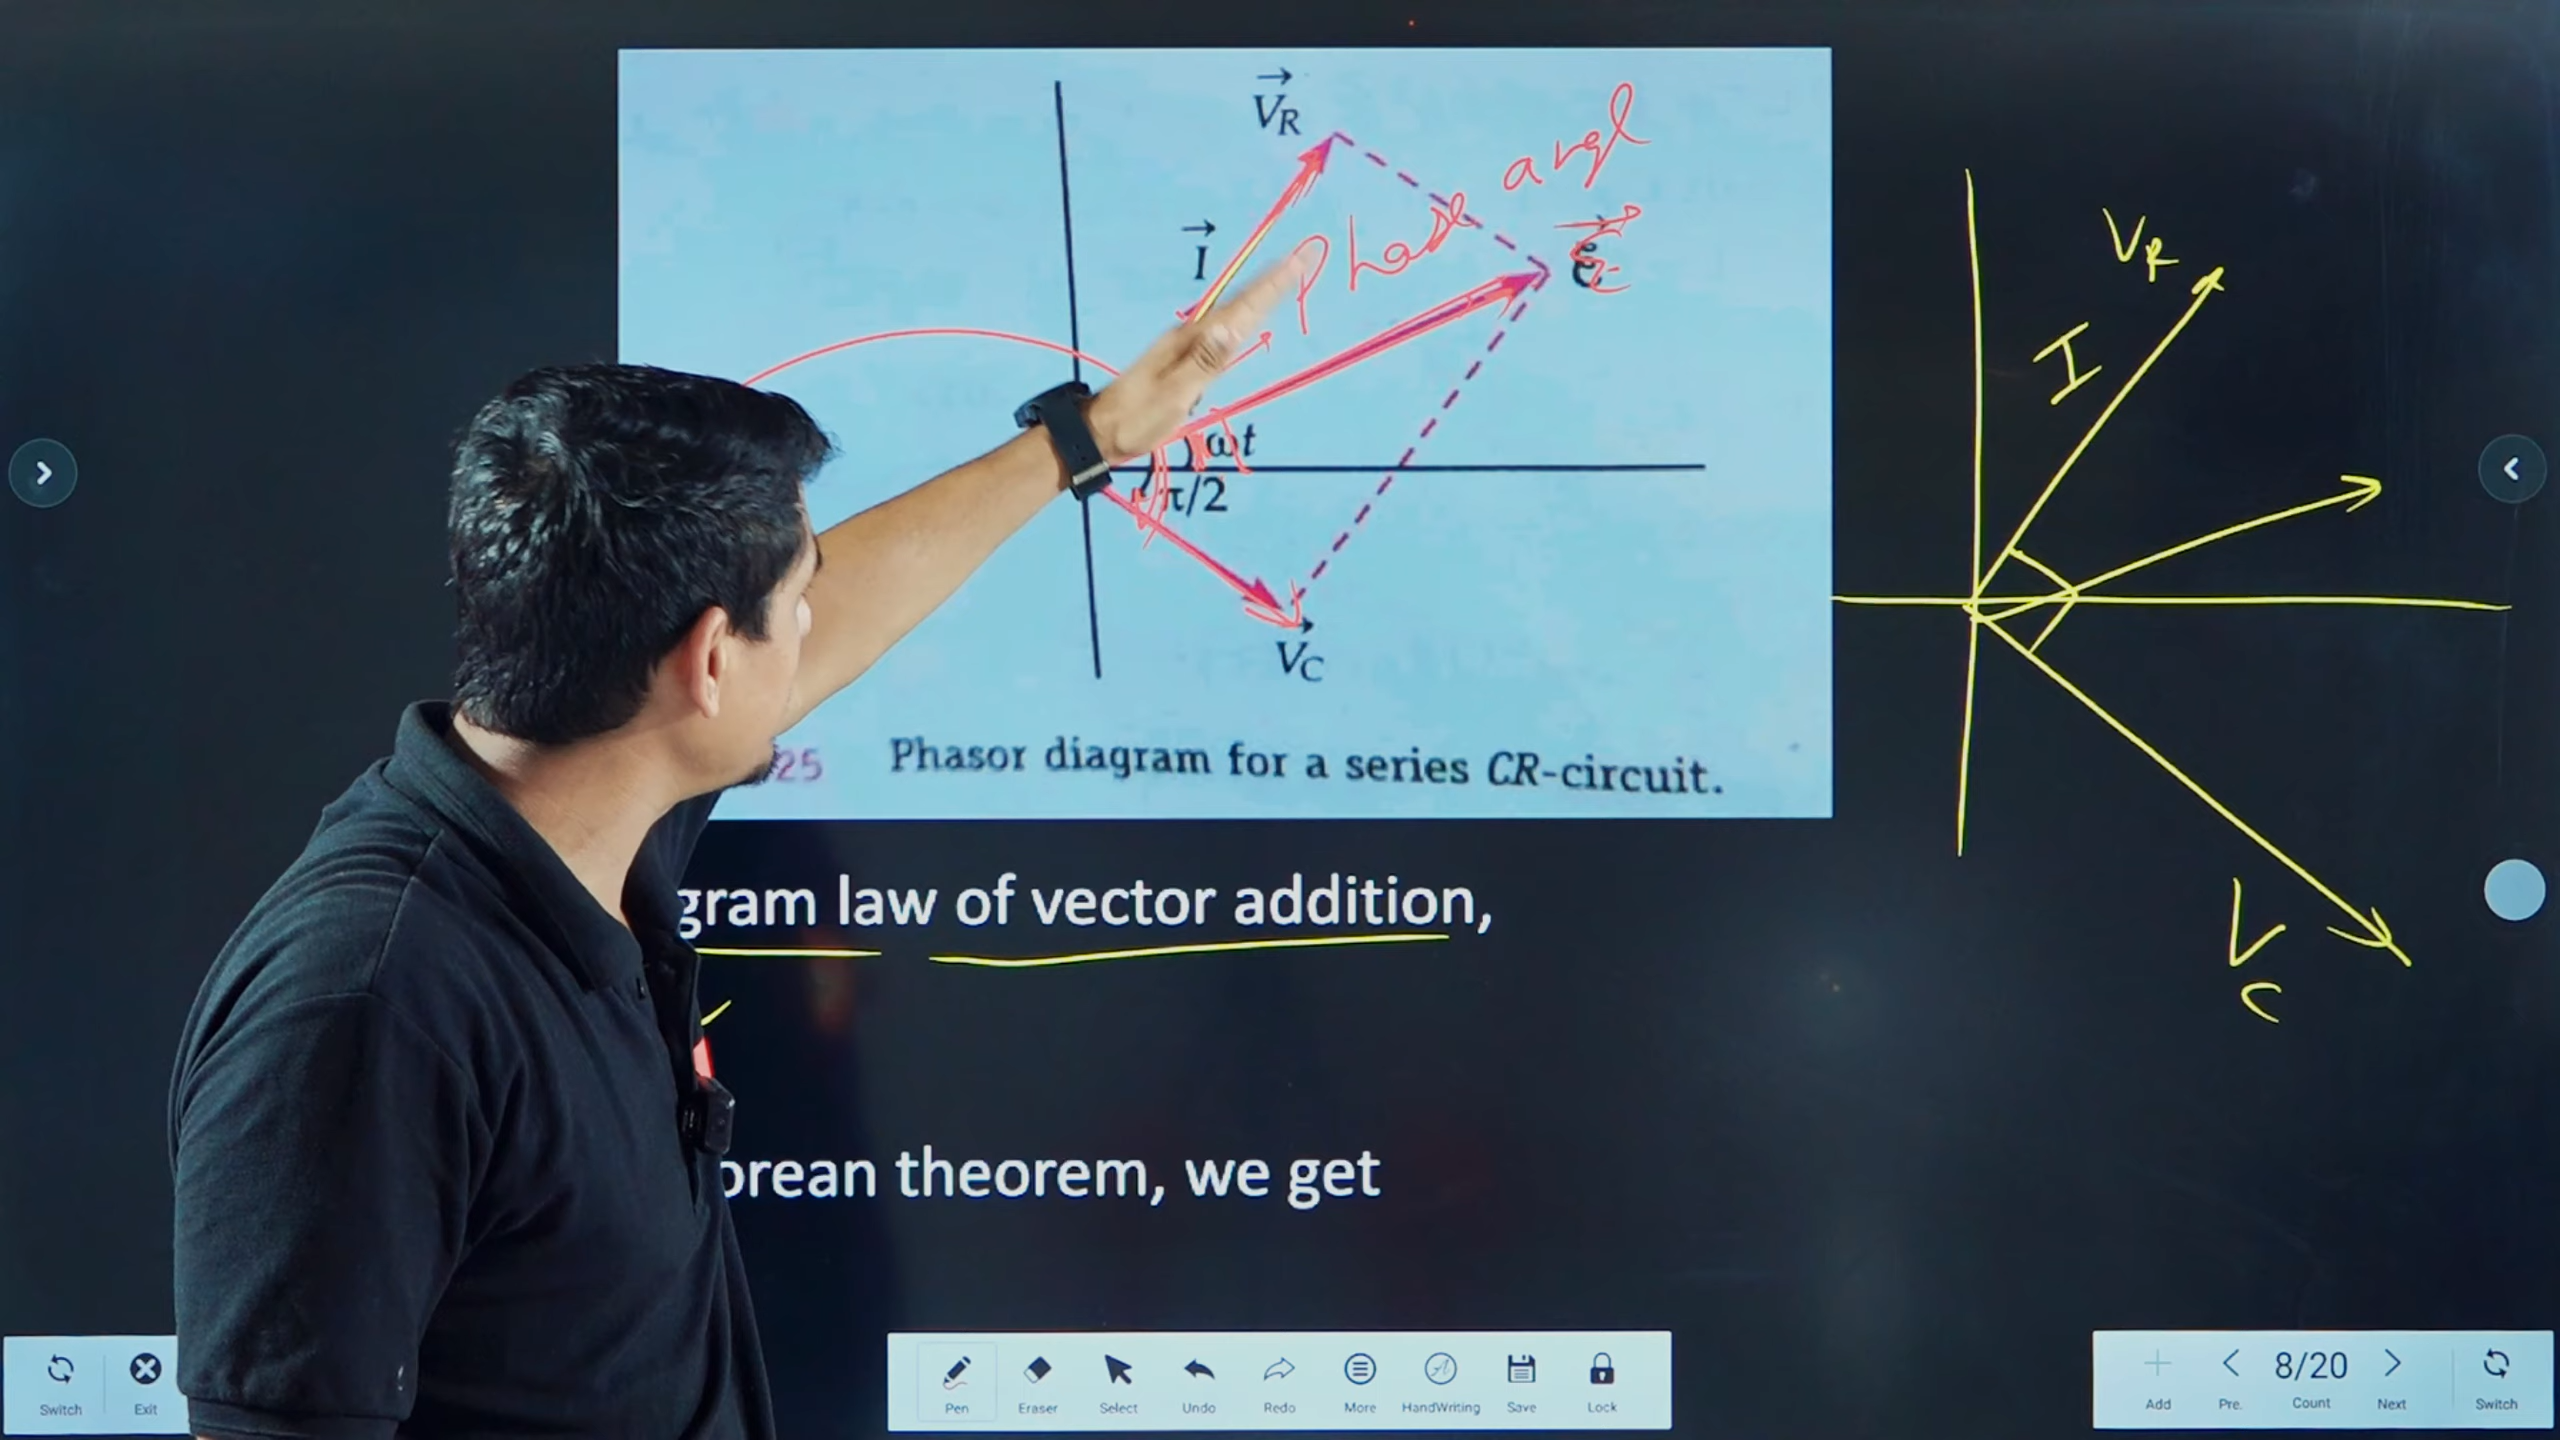 V_R
argl
Phase
I
ε
V_R
I
ωt
π/2
V_C
25 Phasor diagram for a series CR-circuit.
gram law of vector addition,
V_C
orean theorem, we get
Switch Exit Pen Eraser Select Undo Redo More HandWriting Save Lock Add Pre. 8/20 Count Next Switch